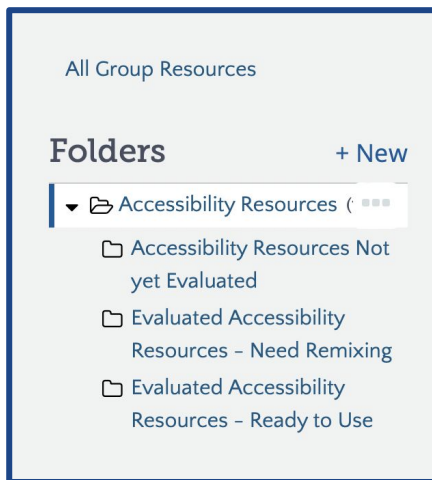 All Group Resources
Folders + New
Accessibility Resources (
Accessibility Resources Not
yet Evaluated
Evaluated Accessibility
Resources - Need Remixing
Evaluated Accessibility
Resources - Ready to Use